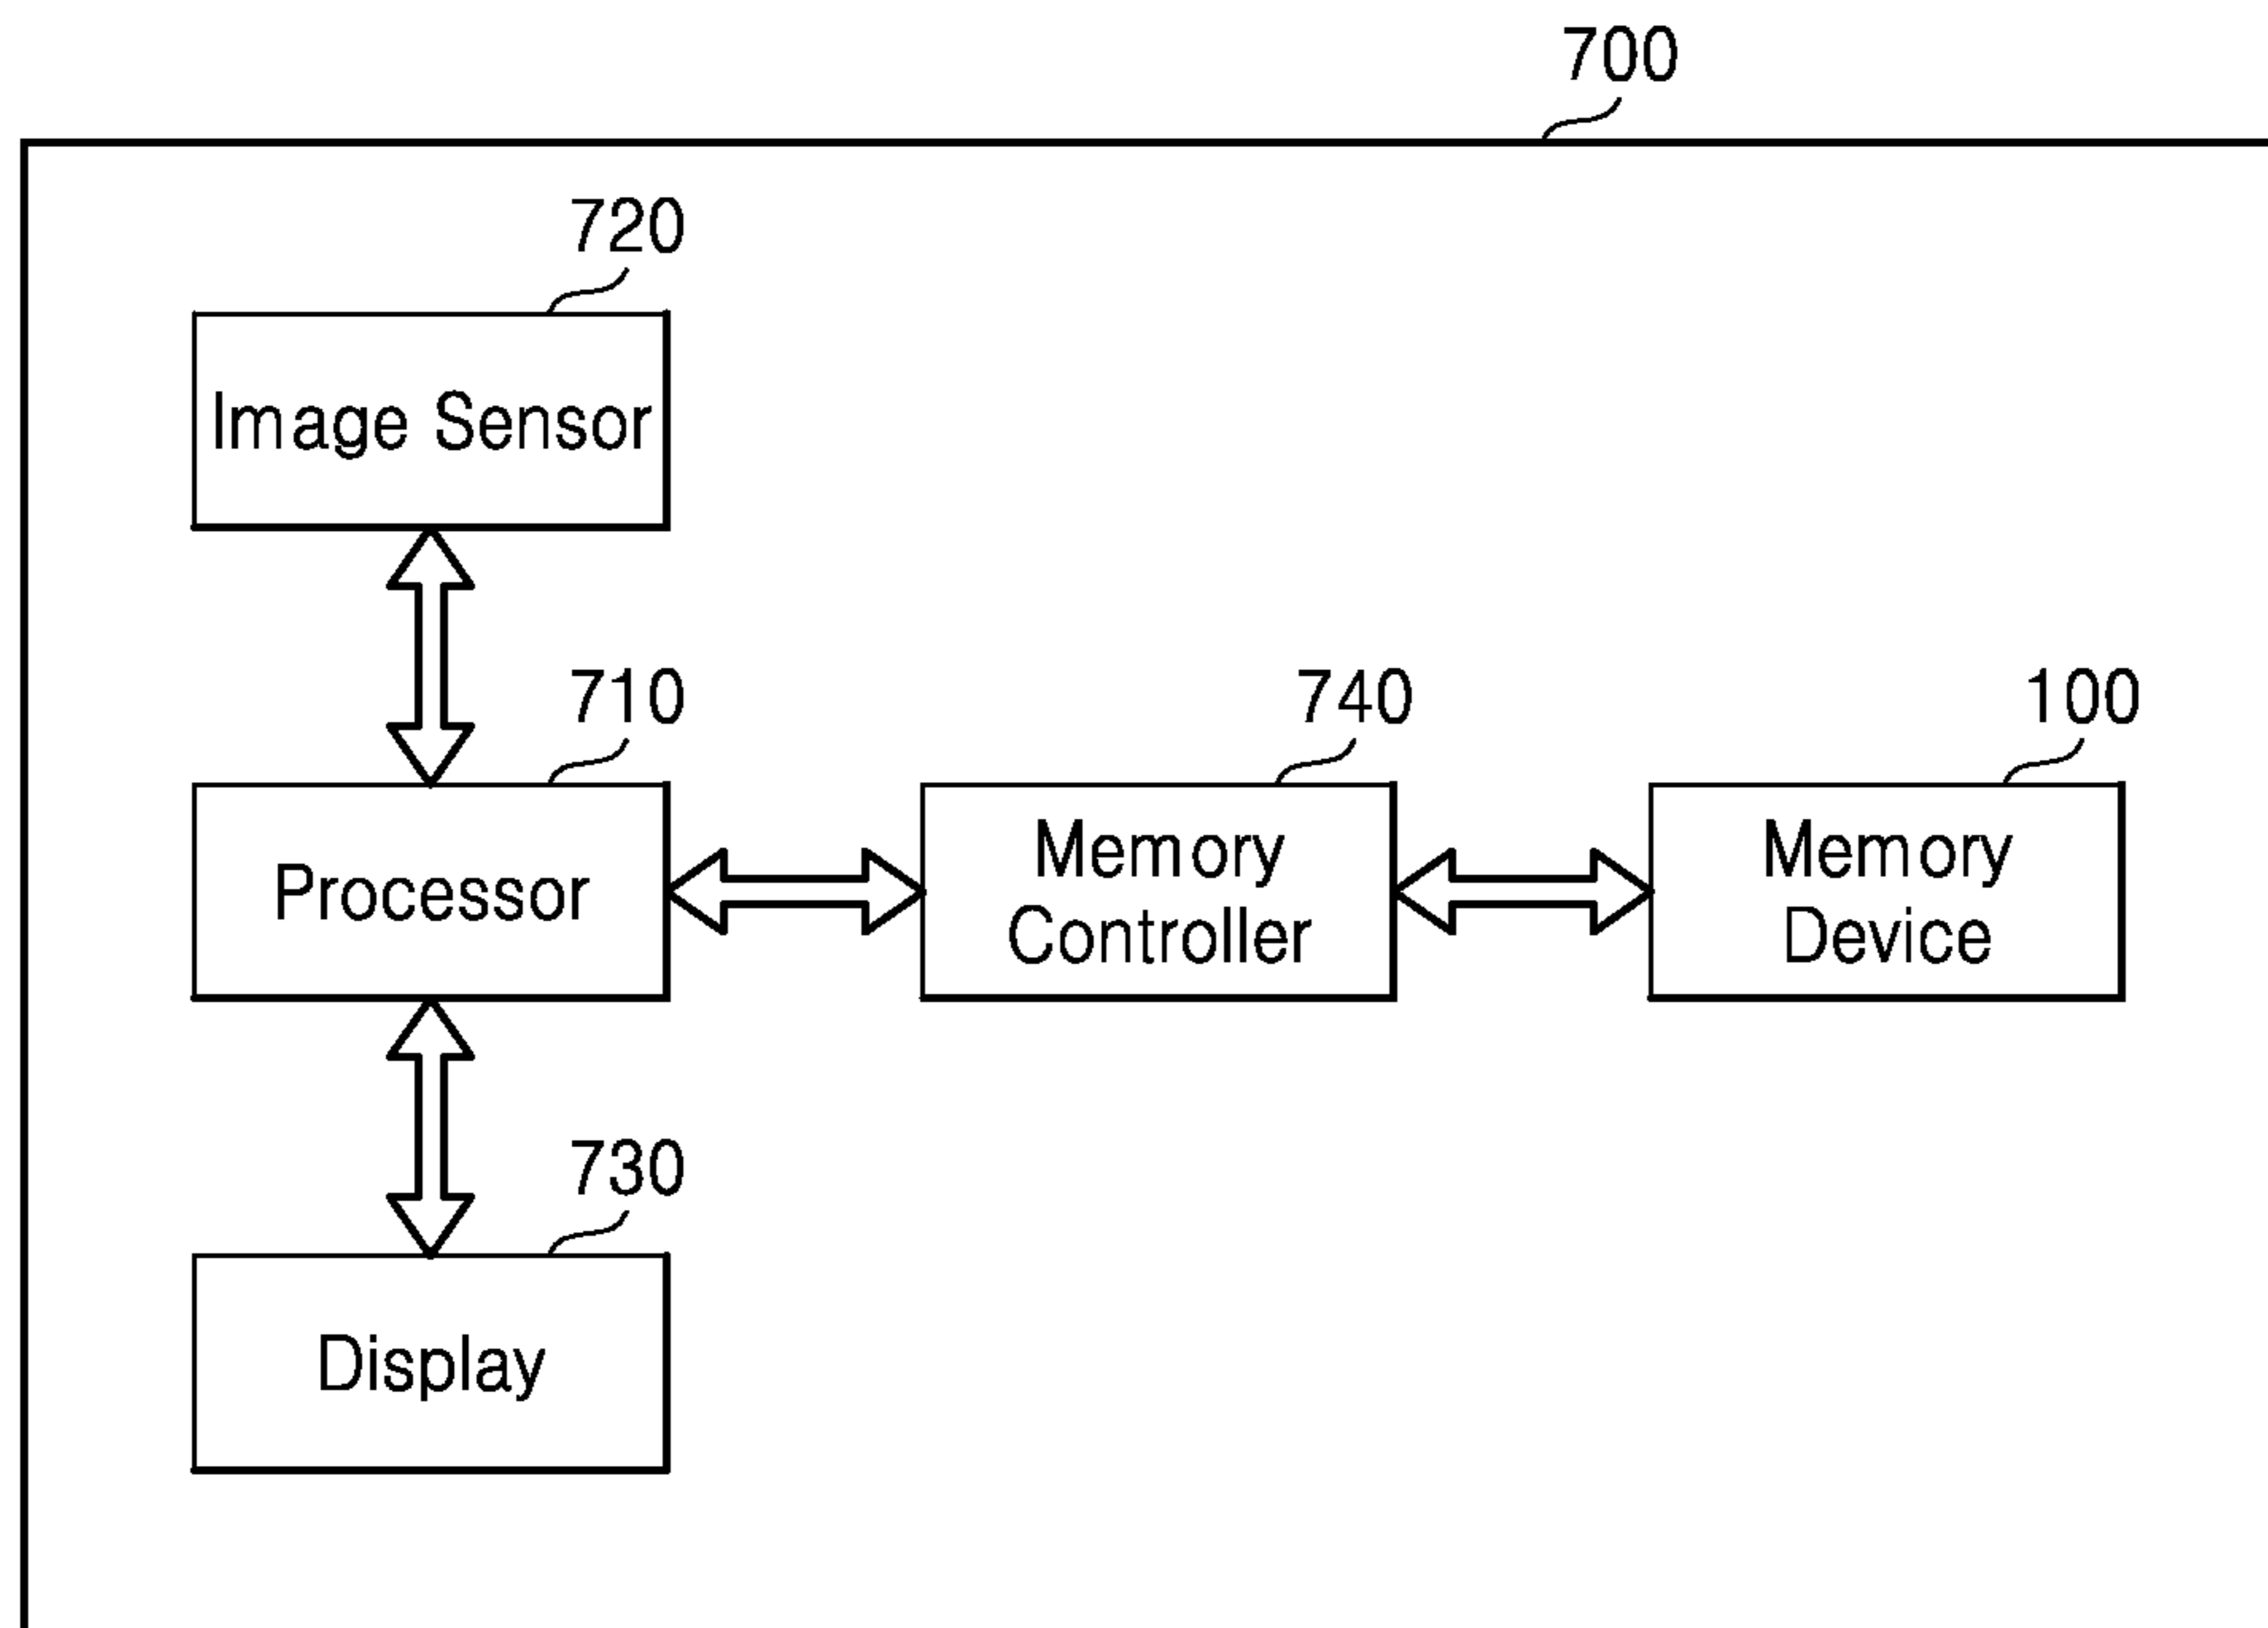 700
720
Image Sensor
710
740
100
Processor
Memory
Controller
Memory
Device
730
Display